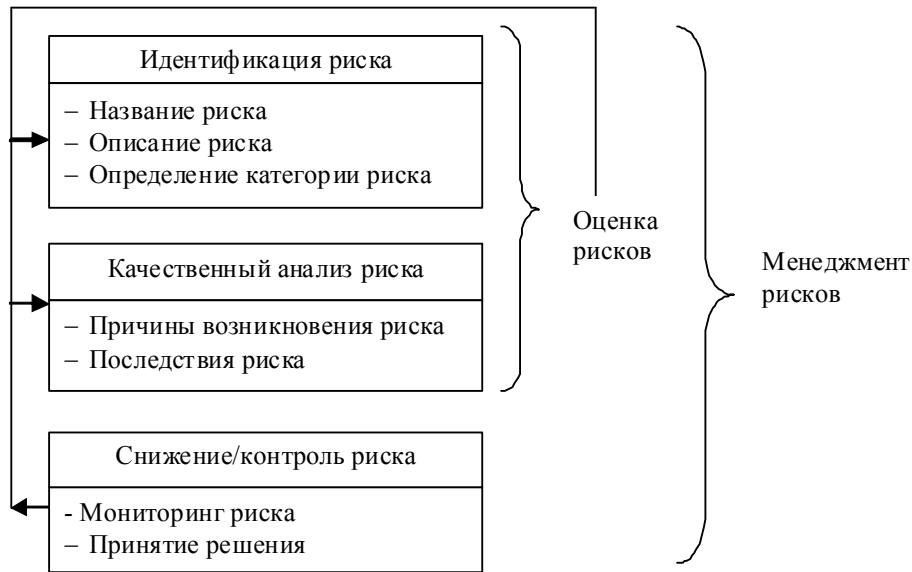 Идентификация риска
– Название риска
– Описание риска
– Определение категории риска
Качественный анализ риска
– Причины возникновения риска
– Последствия риска
Снижение/контроль риска
- Мониторинг риска
– Принятие решения
Оценка
рисков
Менеджмент
рисков